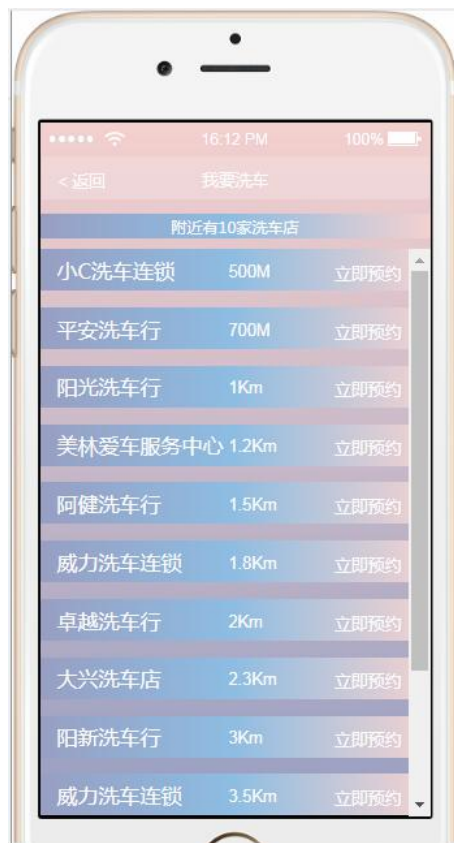 16:12 PM 100%
<返回 我要洗车
附近有10家洗车店
小C洗车连锁 500M 立即预约
平安洗车行 700M 立即预约
阳光洗车行 1Km 立即预约
美林爱车服务中心 1.2Km 立即预约
阿健洗车行 1.5Km 立即预约
威力洗车连锁 1.8Km 立即预约
卓越洗车行 2Km 立即预约
大兴洗车店 2.3Km 立即预约
阳新洗车行 3Km 立即预约
威力洗车连锁 3.5Km 立即预约